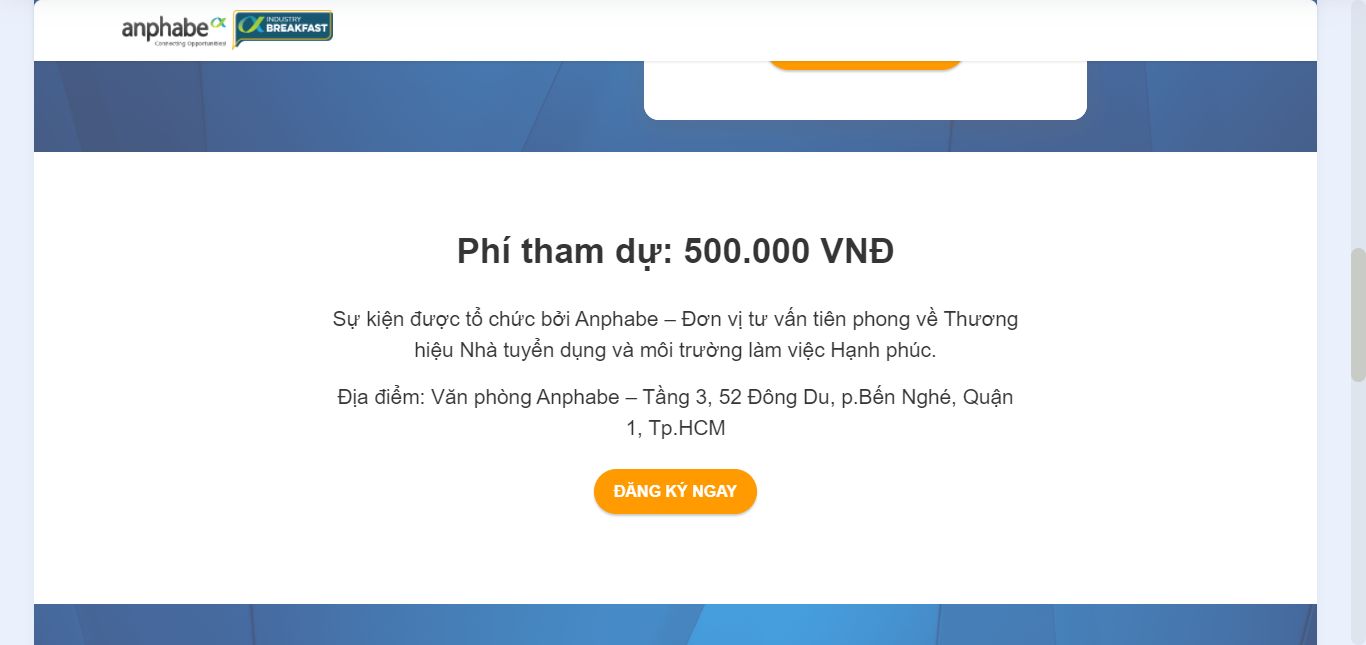 anphabe
Connecting Opportunities
INDUSTRY
BREAKFAST
Phí tham dự: 500.000 VNĐ
Sự kiện được tổ chức bởi Anphabe – Đơn vị tư vấn tiên phong về Thương
hiệu Nhà tuyển dụng và môi trường làm việc Hạnh phúc.
Địa điểm: Văn phòng Anphabe – Tầng 3, 52 Đông Du, p.Bến Nghé, Quận
1, Tp.HCM
ĐĂNG KÝ NGAY